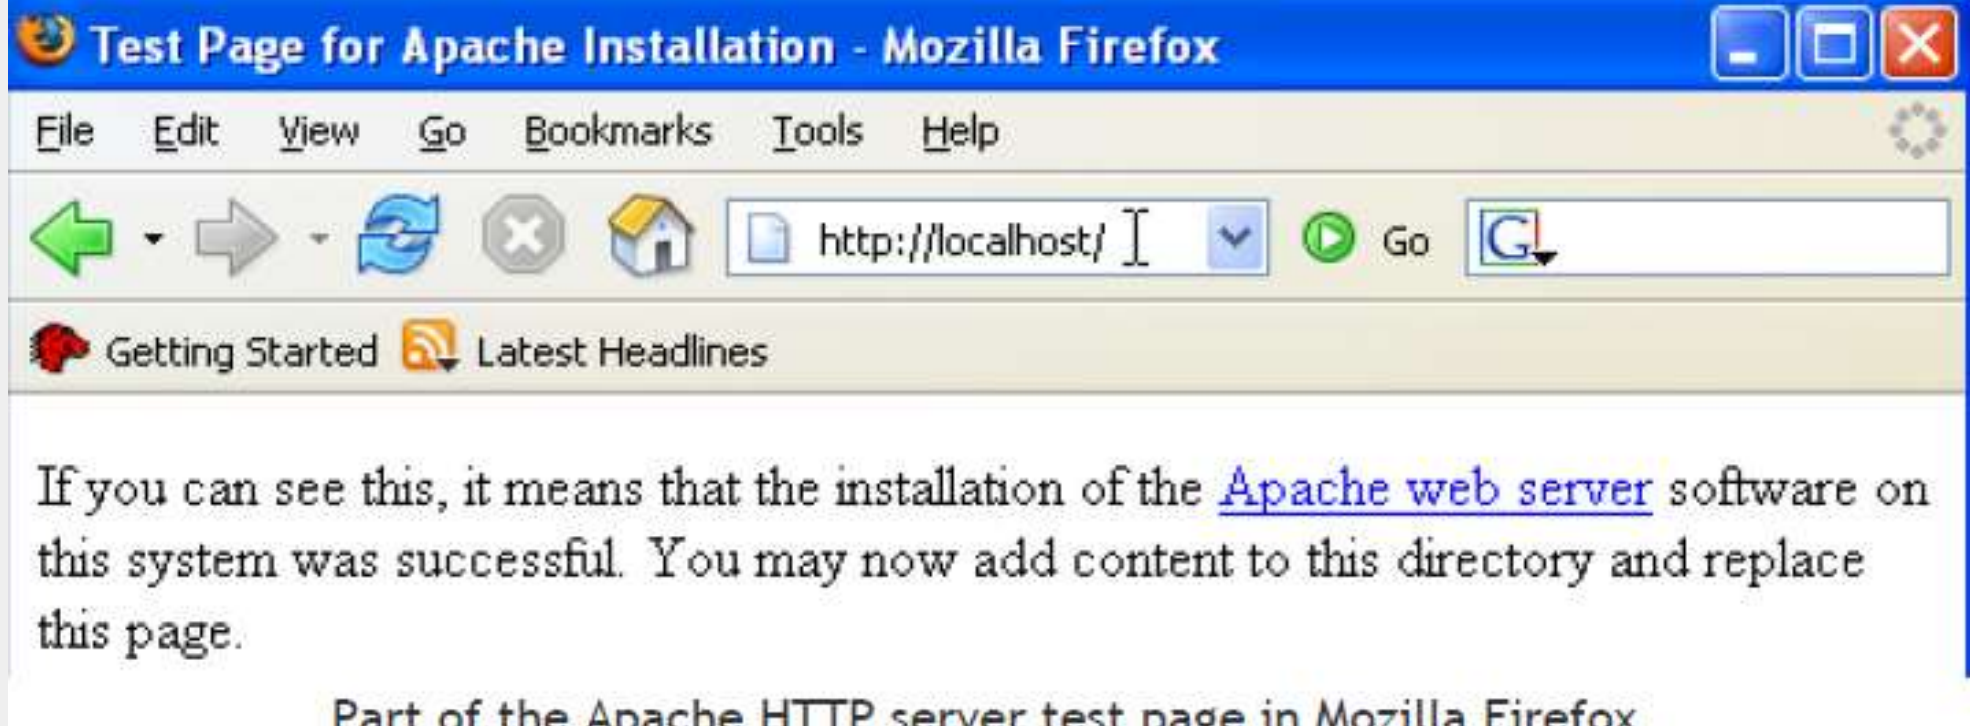 Test Page for Apache Installation - Mozilla Firefox
File Edit View Go Bookmarks Tools Help
http://localhost/ Go G
Getting Started Latest Headlines
If you can see this, it means that the installation of the Apache web server software on
this system was successful. You may now add content to this directory and replace
this page.
Part of the Apache HTTP server test page in Mozilla Firefox